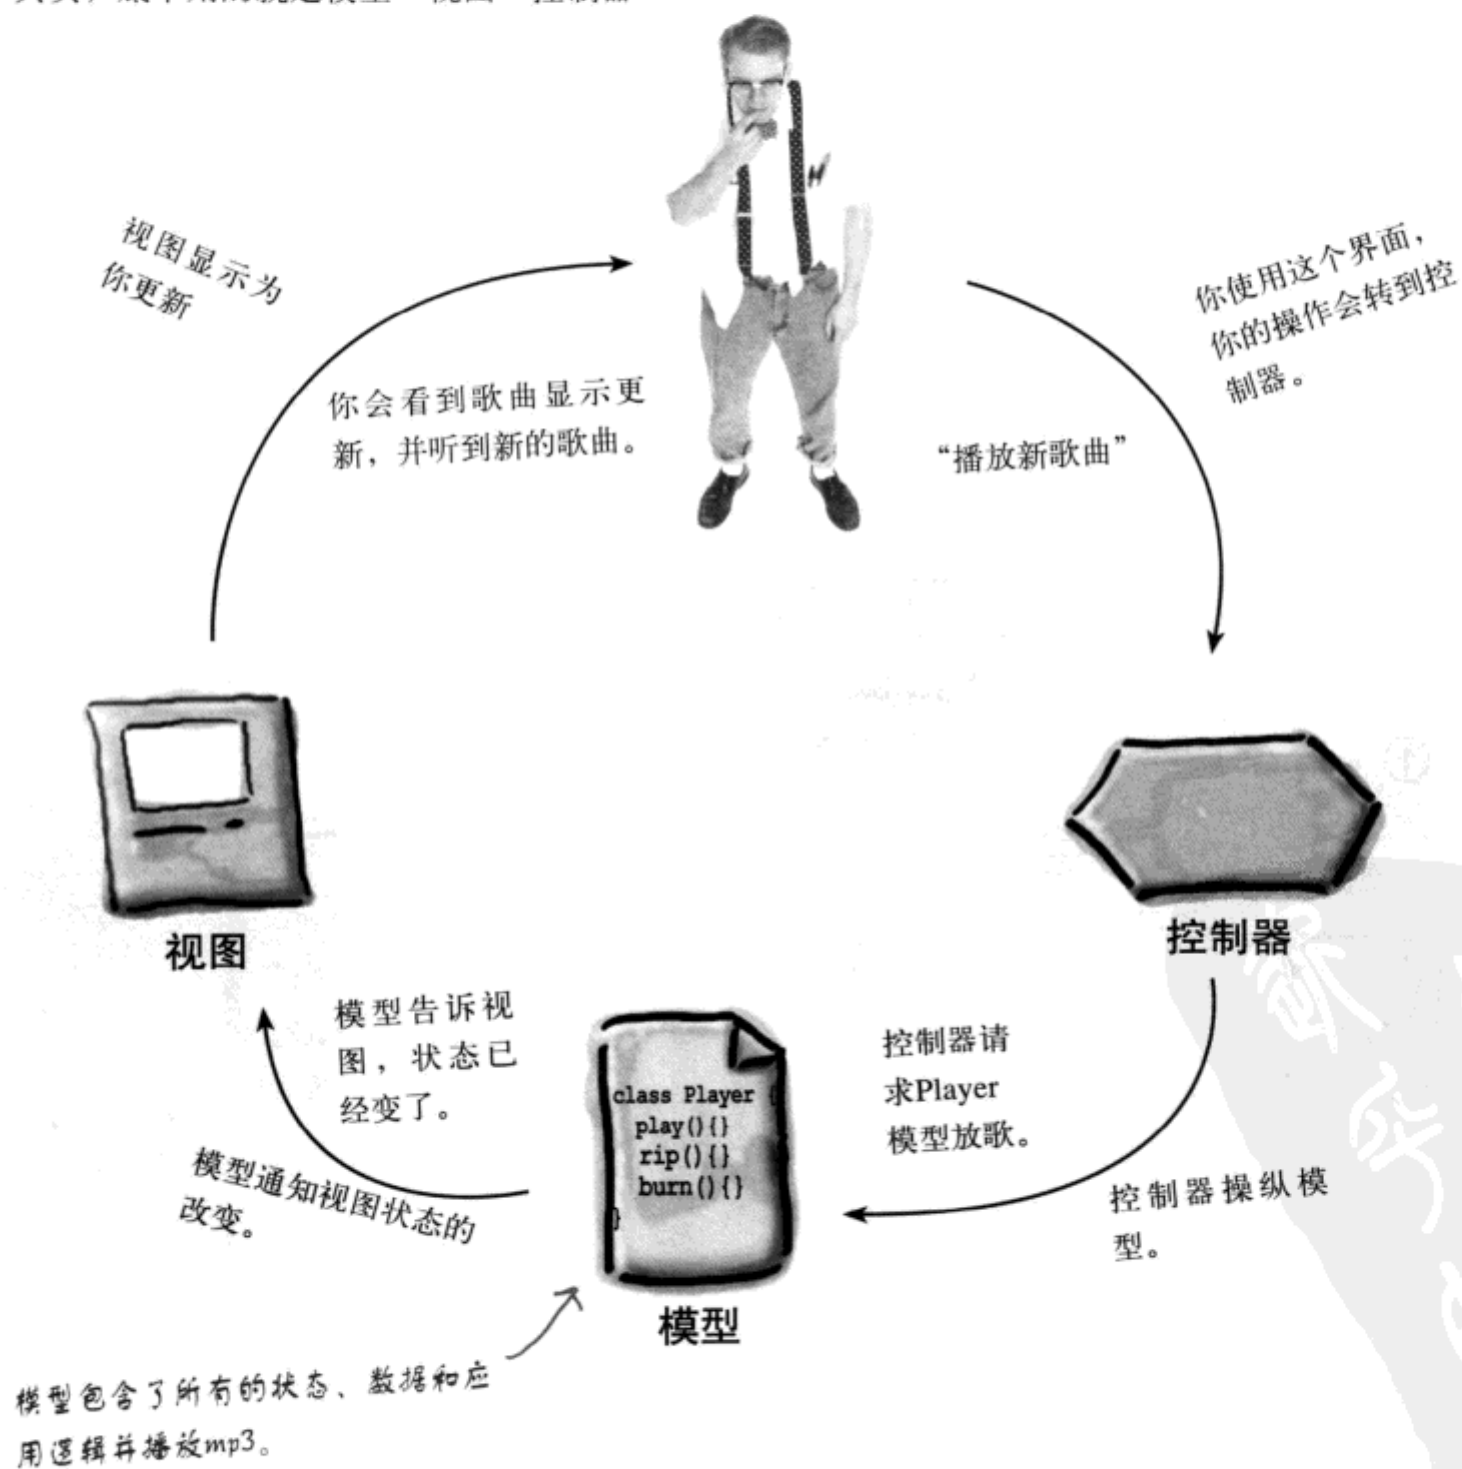 视图显示为
你更新
你会看到歌曲显示更
新，并听到新的歌曲。
你使用这个界面，
你的操作会转到控
制器。
“播放新歌曲”
视图
控制器
模型告诉视
图，状态已
经变了。
模型通知视图状态的
改变。
class Player {
play(){}
rip(){}
burn(){}
}
模型
控制器请
求Player
模型放歌。
控制器操纵模
型。
模型包含了所有的状态、数据和应
用逻辑并播放mp3。